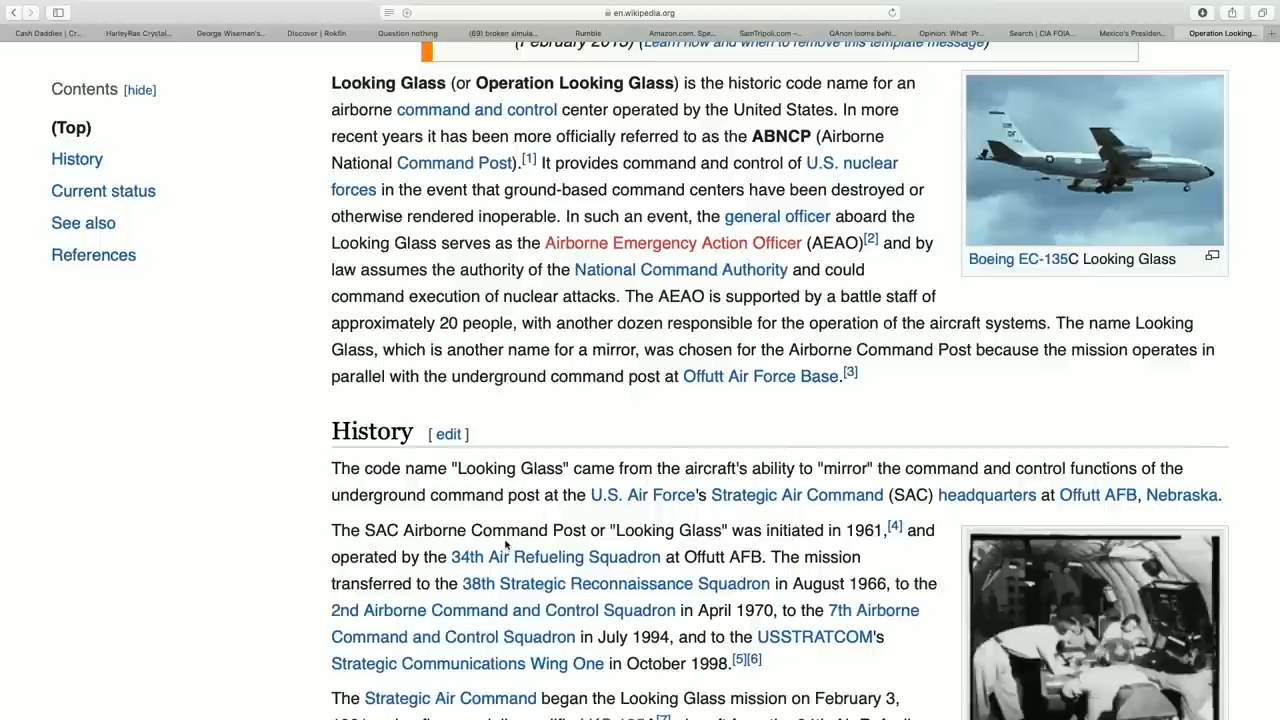 en.wikipedia.org
Cash Daddies | Cr...
HarleyRas Crystal...
George Wiseman's...
Discover | Rokfin
Question nothing
(69) broken simula...
Rumble
Amazon.com. Spe...
SamTripoli.com –...
QAnon looms behi...
Opinion: What 'Pr...
Search. | CIA FOIA...
Mexico's President...
Operation Looking...
(February 2015) (Learn how and when to remove this template message)
Contents [hide]
(Top)
History
Current status
See also
References
Looking Glass (or Operation Looking Glass) is the historic code name for an
airborne command and control center operated by the United States. In more
recent years it has been more officially referred to as the ABNCP (Airborne
National Command Post).[1] It provides command and control of U.S. nuclear
forces in the event that ground-based command centers have been destroyed or
otherwise rendered inoperable. In such an event, the general officer aboard the
Looking Glass serves as the Airborne Emergency Action Officer (AEAO)[2] and by
law assumes the authority of the National Command Authority and could
command execution of nuclear attacks. The AEAO is supported by a battle staff of
approximately 20 people, with another dozen responsible for the operation of the aircraft systems. The name Looking
Glass, which is another name for a mirror, was chosen for the Airborne Command Post because the mission operates in
parallel with the underground command post at Offutt Air Force Base.[3]
Boeing EC-135C Looking Glass
History [ edit ]
The code name "Looking Glass" came from the aircraft's ability to "mirror" the command and control functions of the
underground command post at the U.S. Air Force's Strategic Air Command (SAC) headquarters at Offutt AFB, Nebraska.
The SAC Airborne Command Post or "Looking Glass" was initiated in 1961,[4] and
operated by the 34th Air Refueling Squadron at Offutt AFB. The mission
transferred to the 38th Strategic Reconnaissance Squadron in August 1966, to the
2nd Airborne Command and Control Squadron in April 1970, to the 7th Airborne
Command and Control Squadron in July 1994, and to the USSTRATCOM's
Strategic Communications Wing One in October 1998.[5][6]
The Strategic Air Command began the Looking Glass mission on February 3,